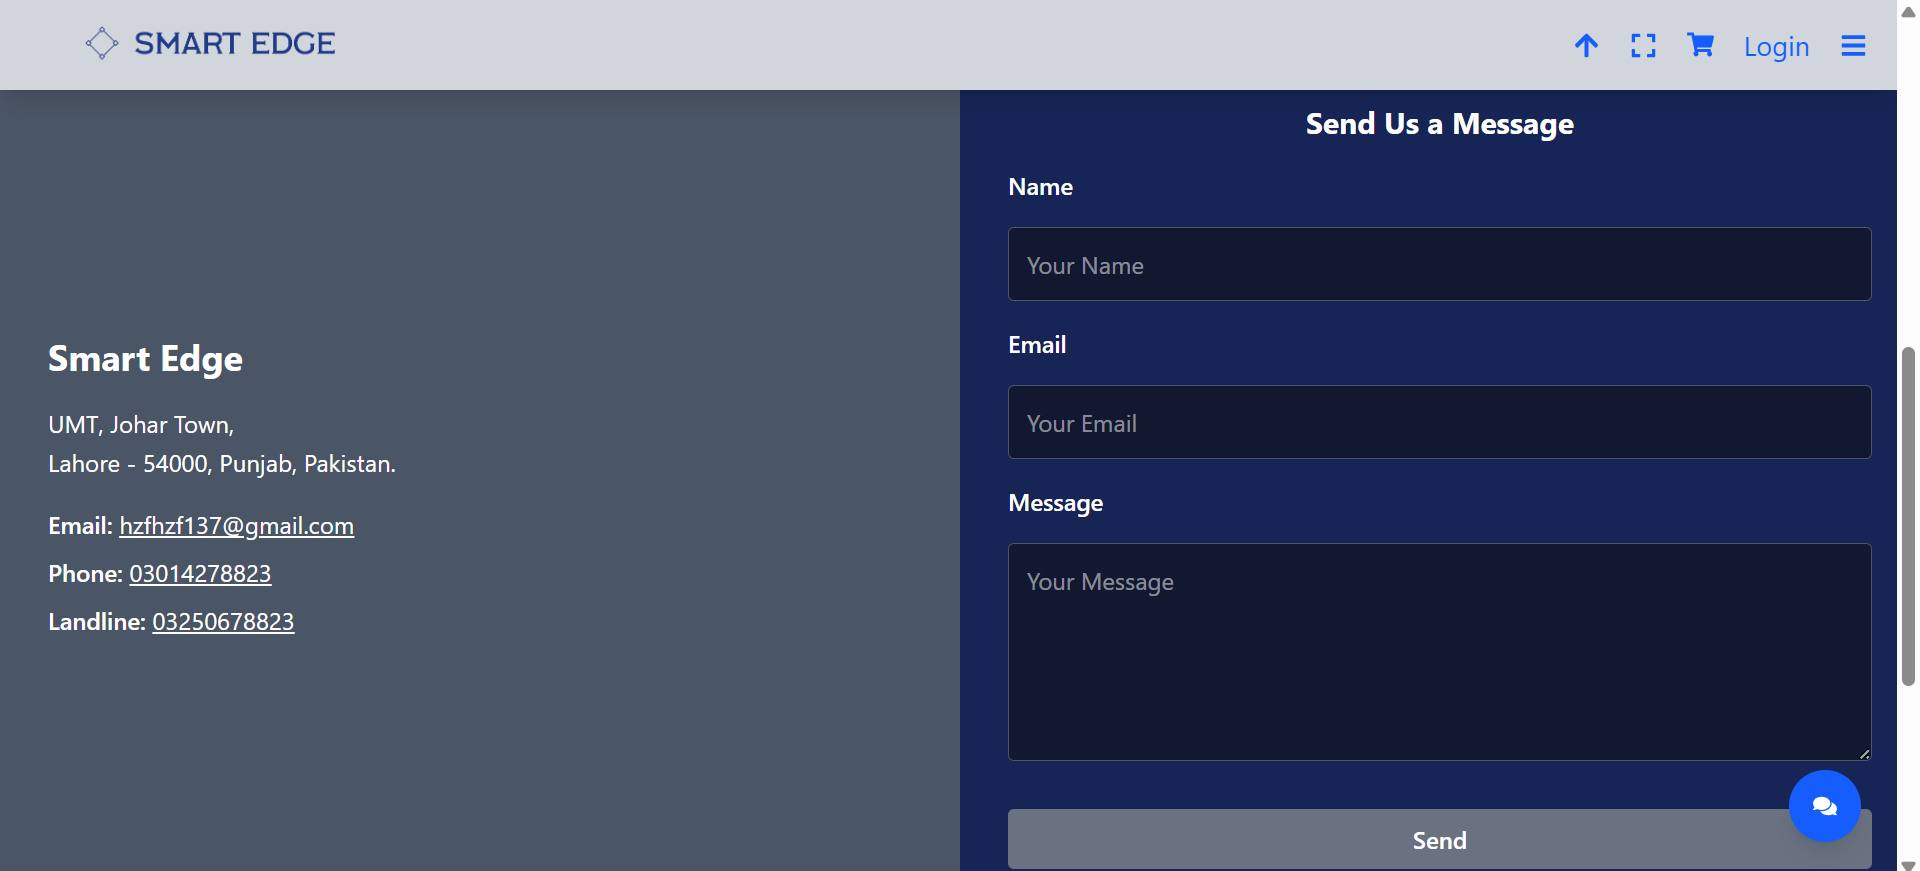 SMART EDGE
Login
Smart Edge
UMT, Johar Town,
Lahore - 54000, Punjab, Pakistan.
Email: hzfhzf137@gmail.com
Phone: 03014278823
Landline: 03250678823
Send Us a Message
Name
Your Name
Email
Your Email
Message
Your Message
Send